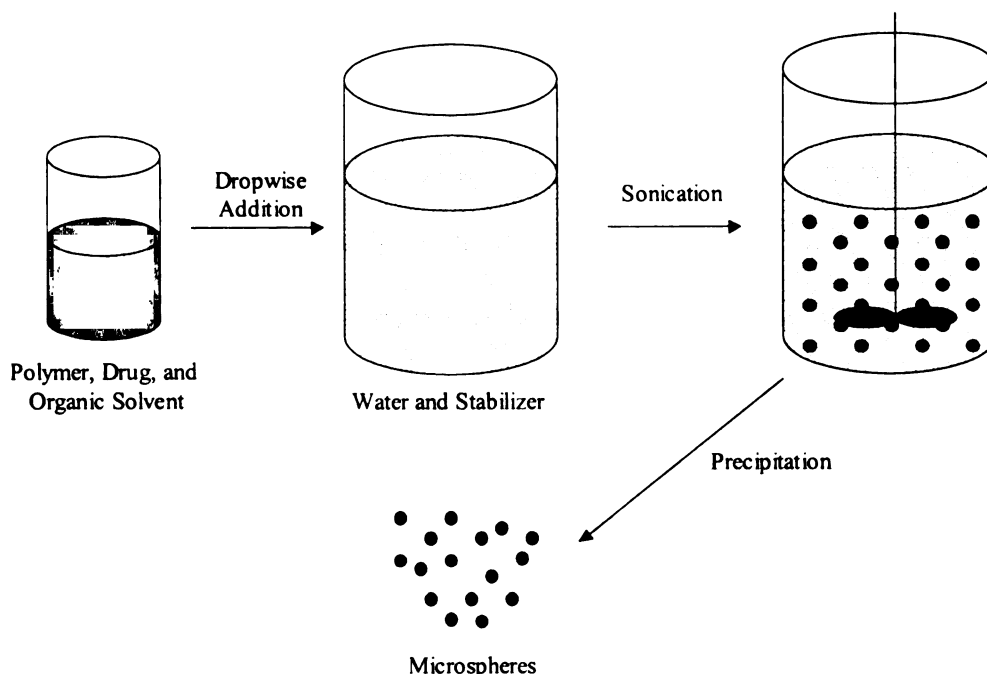 Dropwise
Addition
Sonication
Polymer, Drug, and
Organic Solvent
Water and Stabilizer
Precipitation
Microspheres